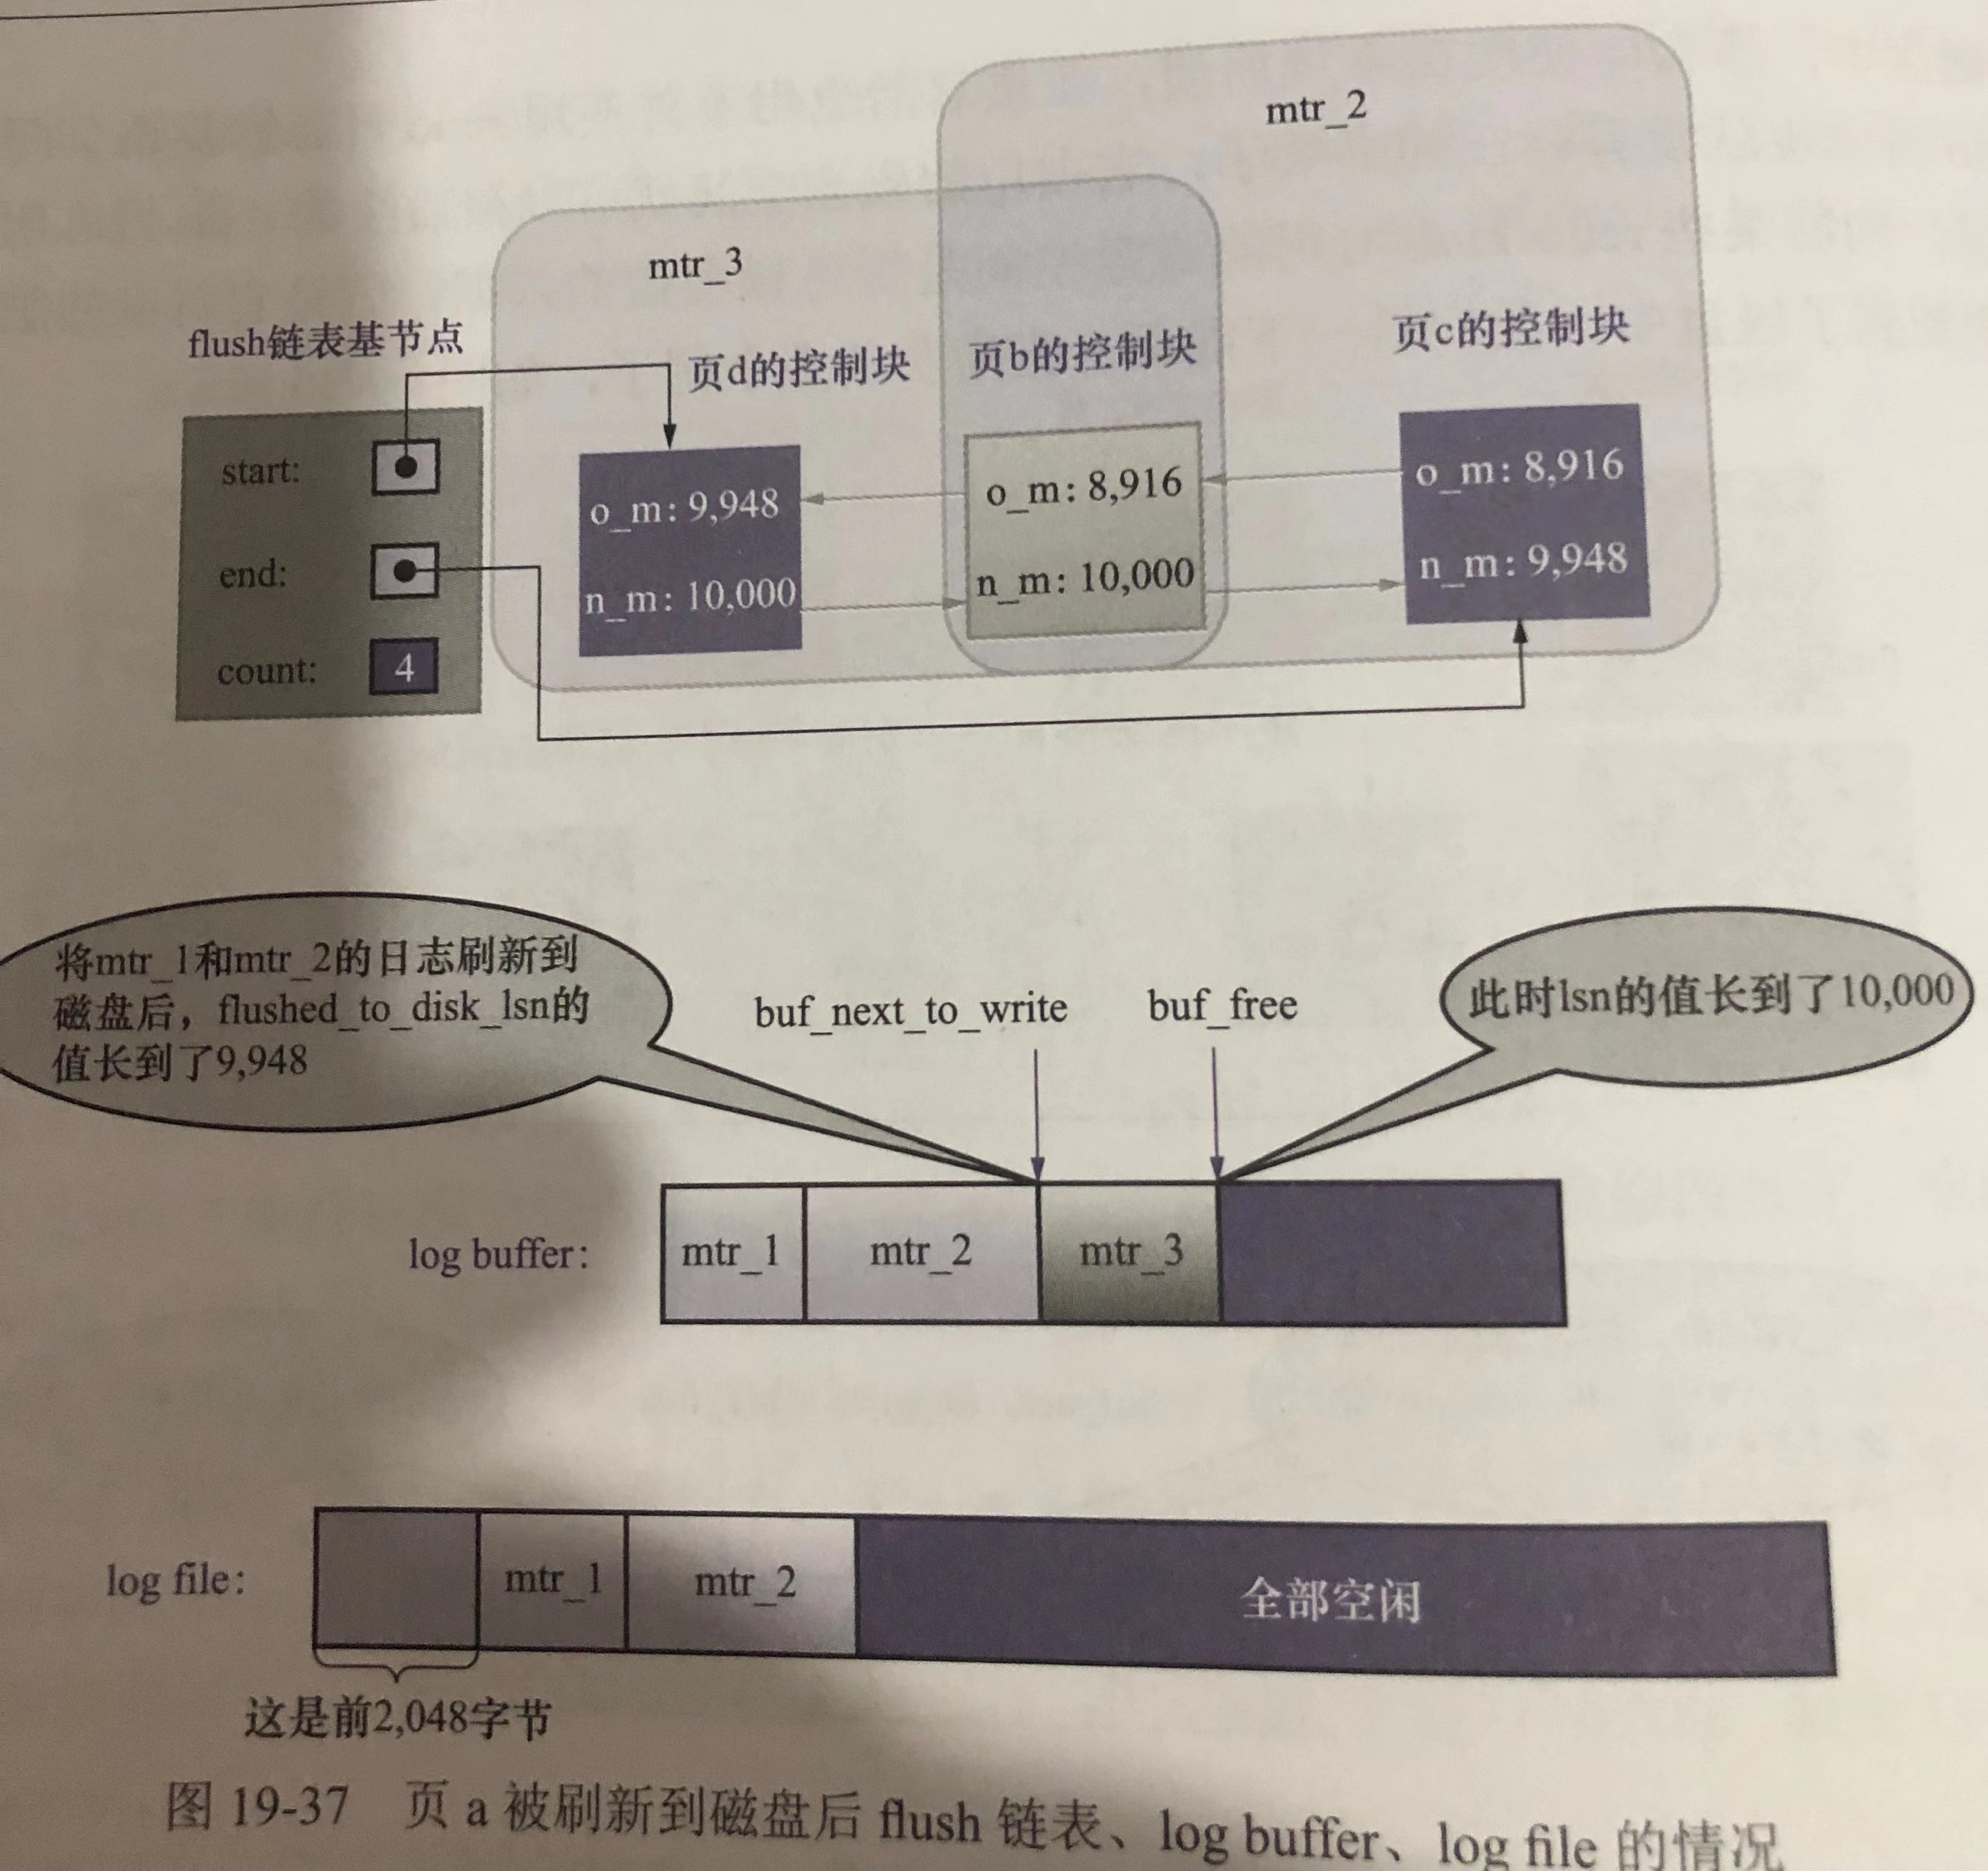 mtr_2
mtr_3
flush链表基节点
页d的控制块
页b的控制块
页c的控制块
start:
end:
count:
4
o_m: 9,948
n_m: 10,000
o_m: 8,916
n_m: 10,000
o_m: 8,916
n_m: 9,948
将mtr_1和mtr_2的日志刷新到
磁盘后，flushed_to_disk_lsn的
值长到了9,948
buf_next_to_write
buf_free
此时lsn的值长到了10,000
log buffer:
mtr_1
mtr_2
mtr_3
log file:
mtr_1
mtr_2
全部空闲
这是前2,048字节
图 19-37 页 a 被刷新到磁盘后 flush 链表、log buffer、log file 的情况